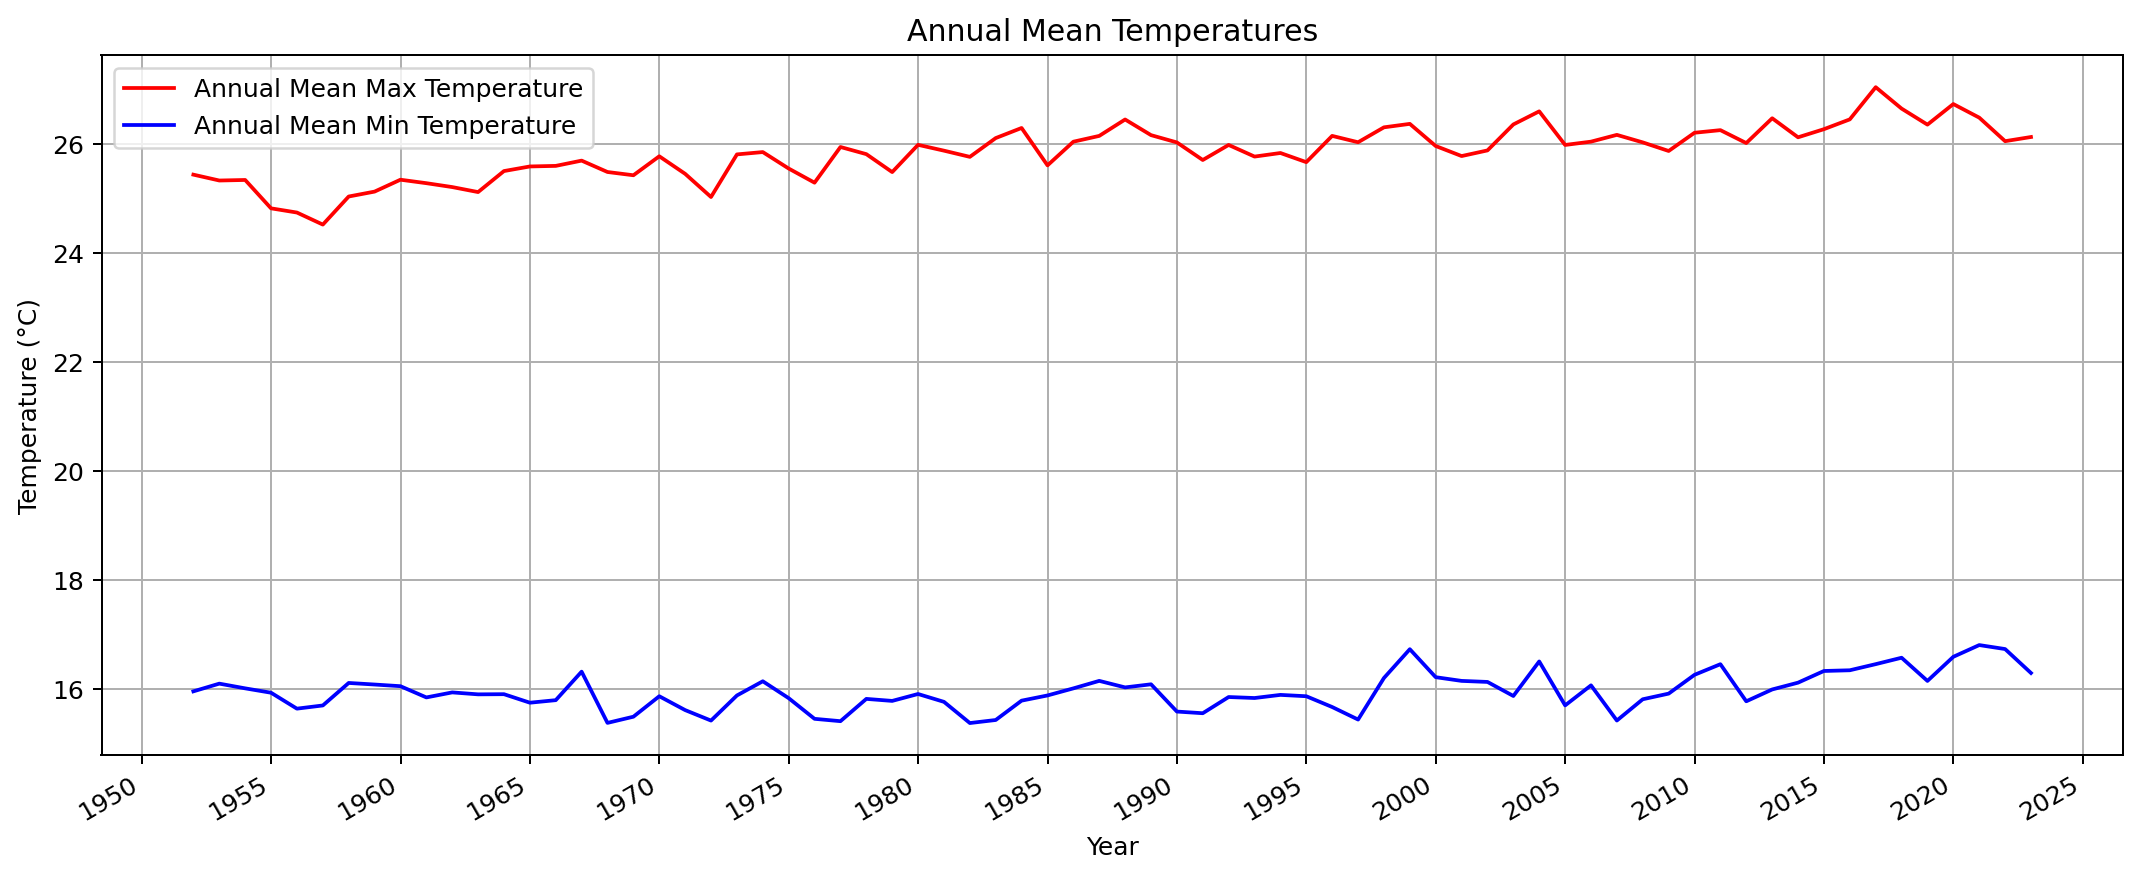 Annual Mean Temperatures
Annual Mean Max Temperature
Annual Mean Min Temperature
Temperature (°C)
26
24
22
20
18
16
1950 1955 1960 1965 1970 1975 1980 1985 1990 1995 2000 2005 2010 2015 2020 2025
Year